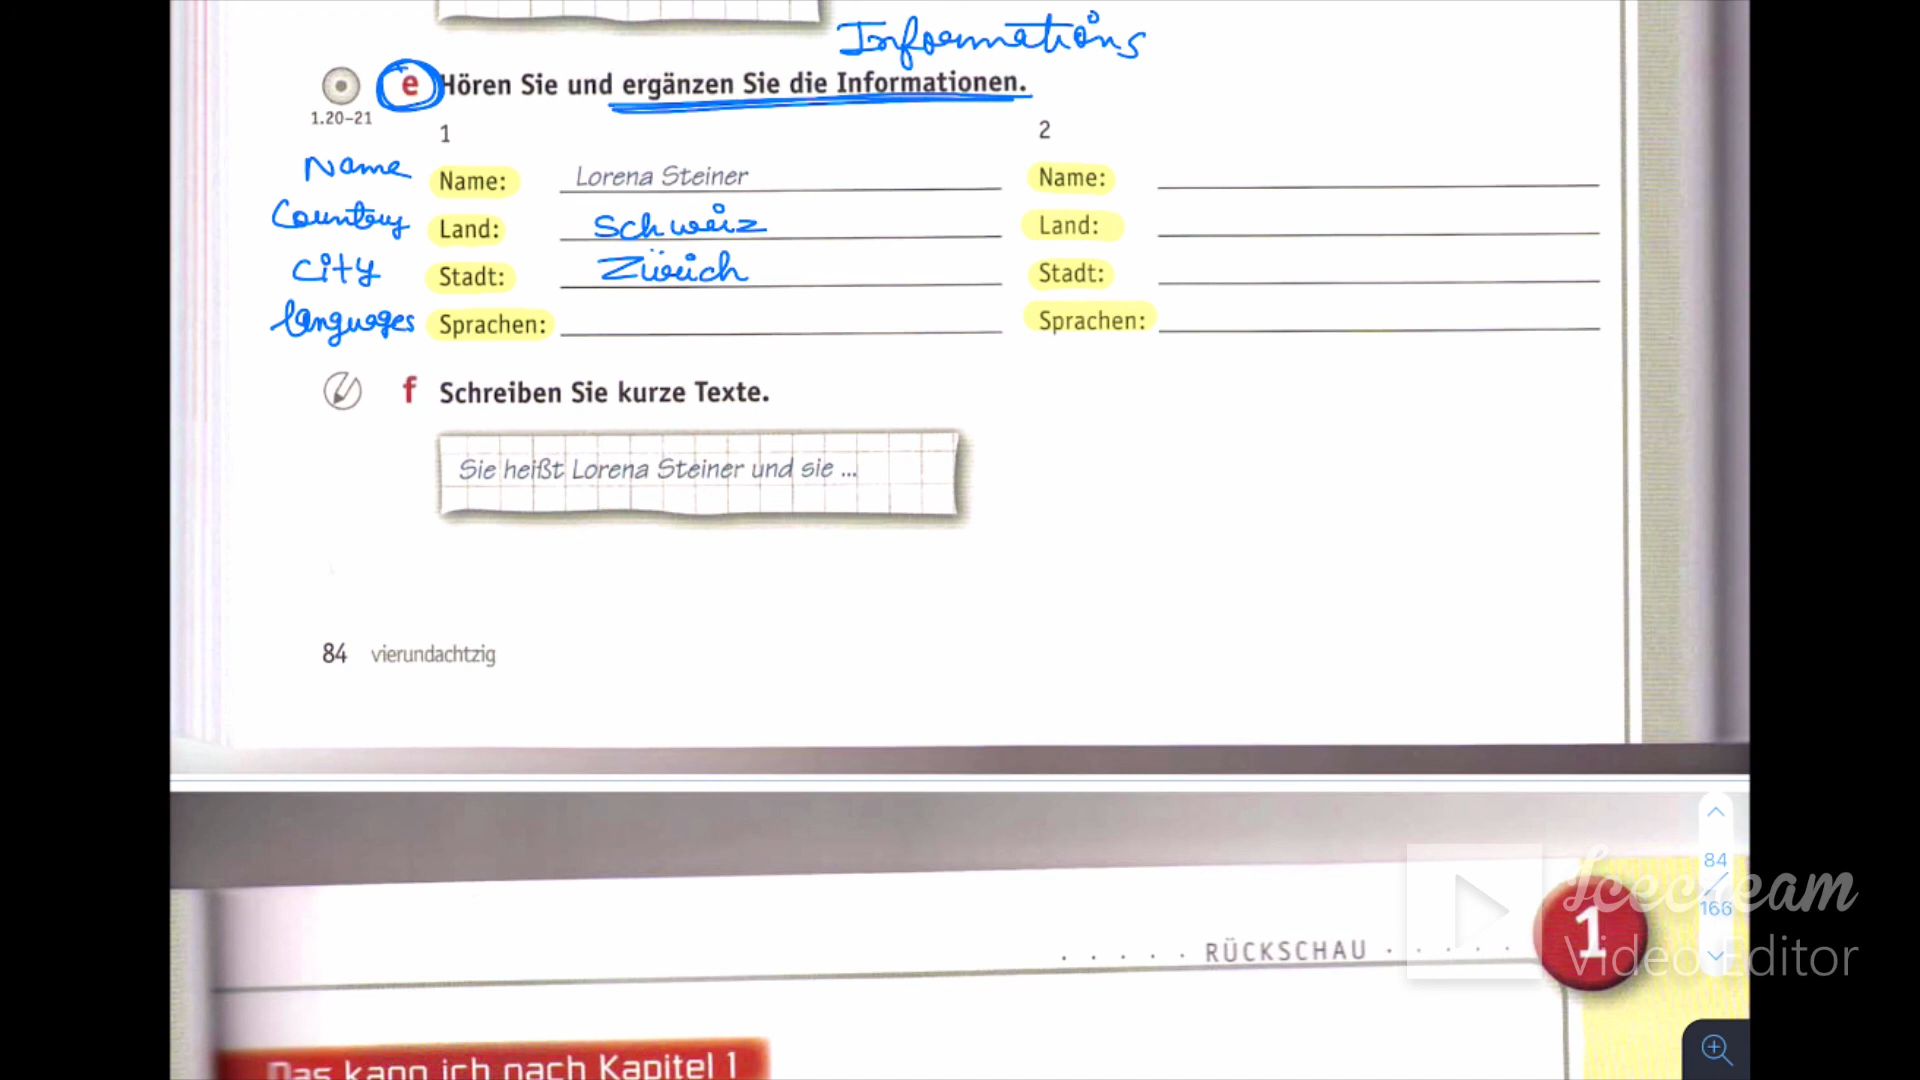 Informations
e Hören Sie und ergänzen Sie die Informationen.
1.20–21
1
Name Name: Lorena Steiner
Country Land: Schweiz
City Stadt: Zürich
languages Sprachen:
2
Name:
Land:
Stadt:
Sprachen:
f Schreiben Sie kurze Texte.
Sie heißt Lorena Steiner und sie ...
84 vierundachtzig
84
166
Icecream
Video Editor
. . . . . RÜCKSCHAU . . . . . 1
Das kann ich nach Kapitel 1